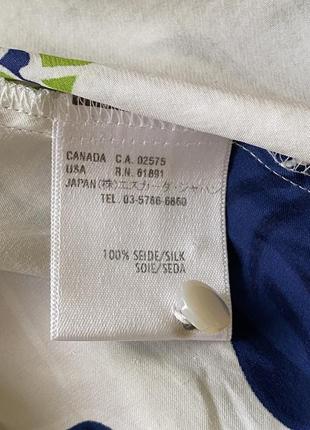 CANADA C.A. 02575
USA R.N. 61891
JAPAN(株)エスカーダ・ジャパン
TEL. 03-5786-6860
100% SEIDE/SILK
SOIE/SEDA